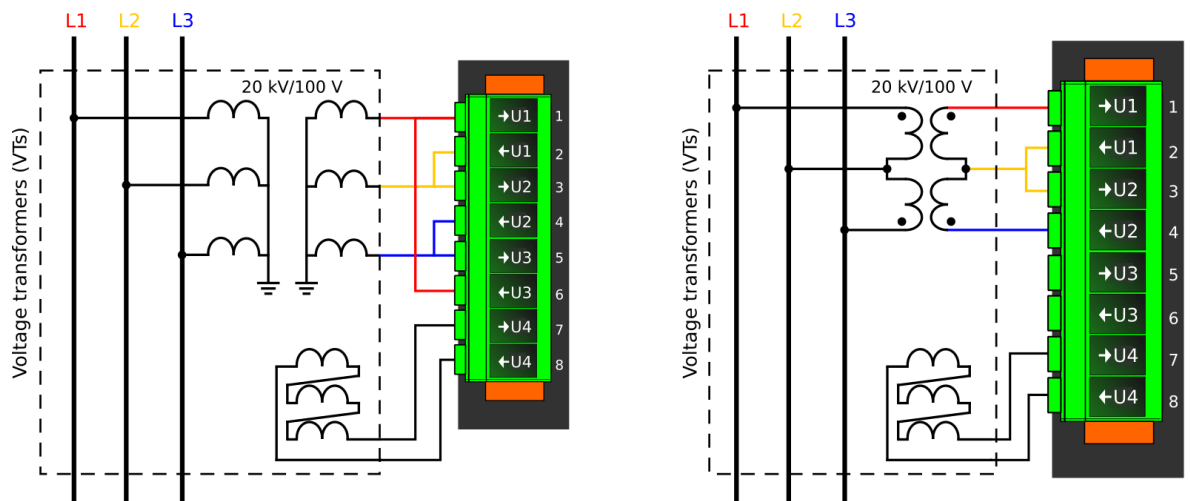 L1 L2 L3
20 kV/100 V
Voltage transformers (VTs)
→U1 1
←U1 2
→U2 3
←U2 4
→U3 5
←U3 6
→U4 7
←U4 8
L1 L2 L3
20 kV/100 V
Voltage transformers (VTs)
→U1 1
←U1 2
→U2 3
←U2 4
→U3 5
←U3 6
→U4 7
←U4 8